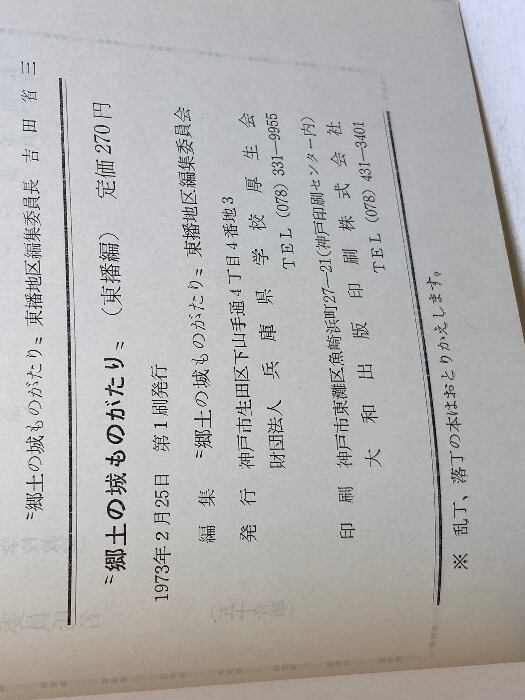 〝郷土の城ものがたり〟東播地区編集委員長 吉田省三
〝郷土の城ものがたり〟（東播編） 定価270円
1973年2月25日 第1刷発行
編集 〝郷土の城ものがたり〟東播地区編集委員会
発行 神戸市生田区下山手通4丁目4番地3
財団法人 兵庫県学校厚生会
TEL (078) 331―9955
印刷 神戸市東灘区魚崎浜町27―21(神戸印刷センター内)
大和出版印刷株式会社
TEL (078) 431―3401
※ 乱丁、落丁の本はおとりかえします。